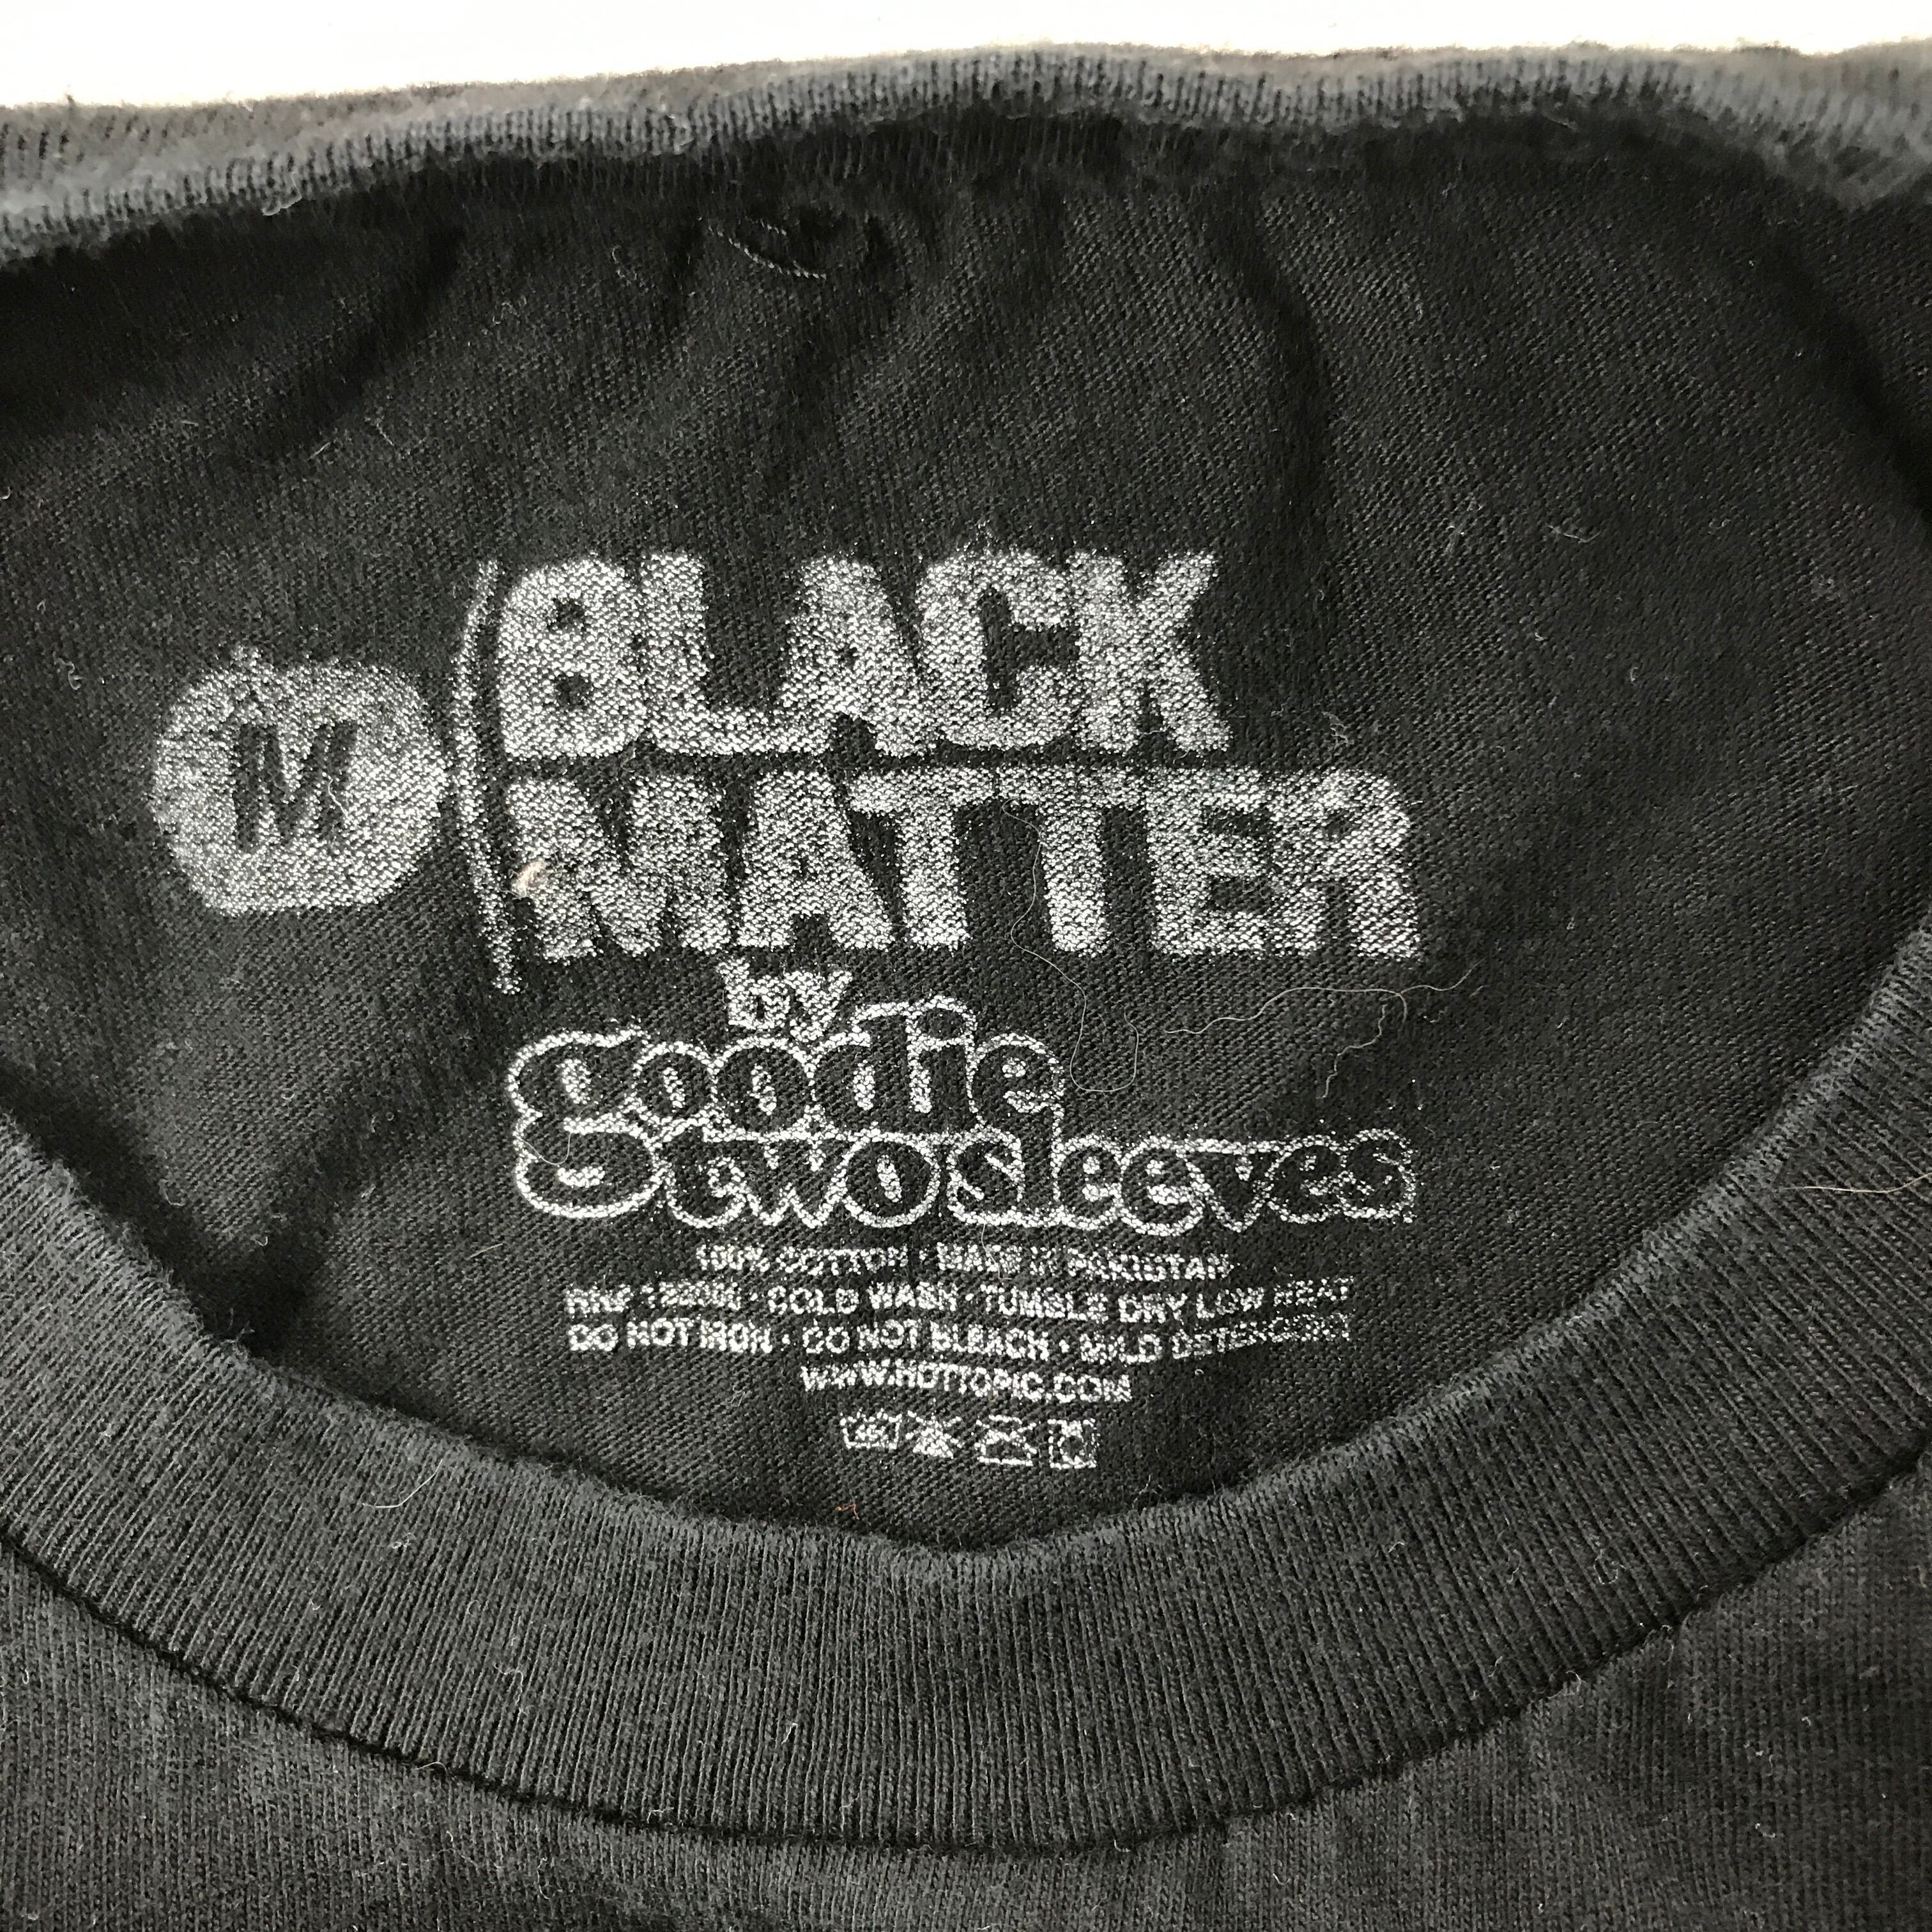 M
BLACK
MATTER
by
goodie
two sleeves
100% COTTON · MADE IN PAKISTAN
COLD WASH · TUMBLE DRY LOW HEAT
DO NOT IRON · DO NOT BLEACH · MILD DETERGENT
WWW.HOTTOPIC.COM